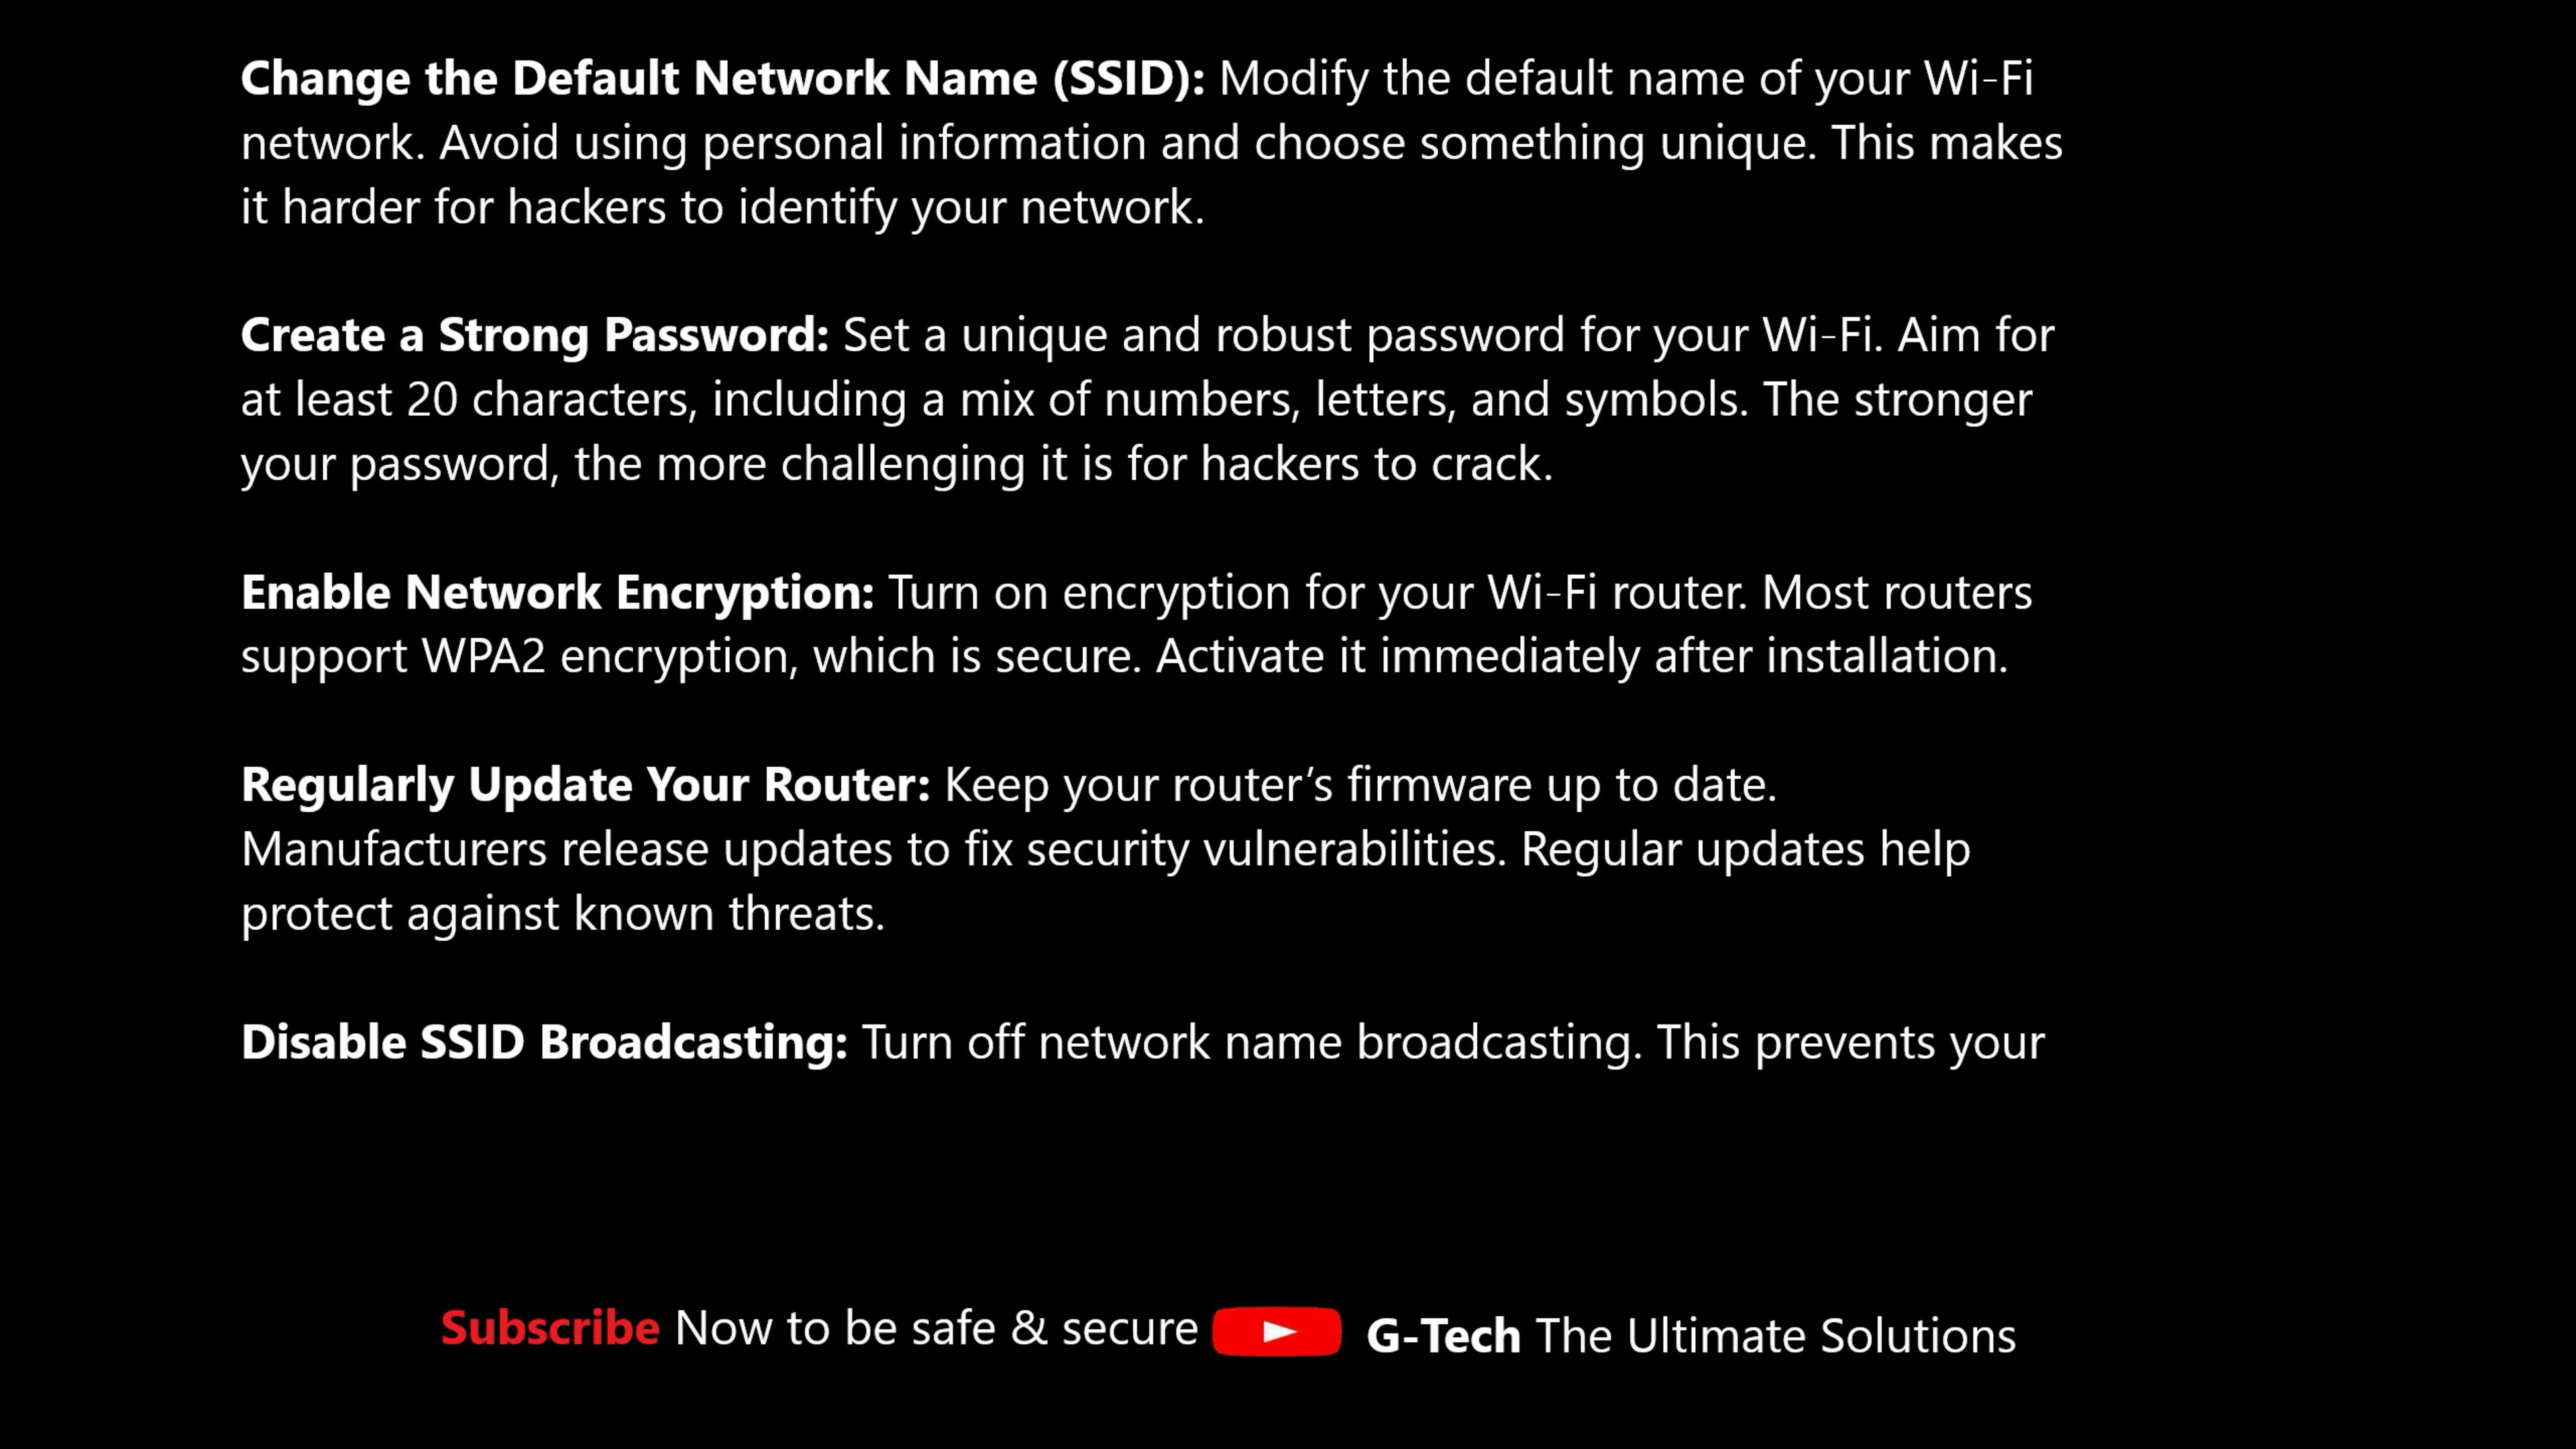 Change the Default Network Name (SSID): Modify the default name of your Wi-Fi
network. Avoid using personal information and choose something unique. This makes
it harder for hackers to identify your network.
Create a Strong Password: Set a unique and robust password for your Wi-Fi. Aim for
at least 20 characters, including a mix of numbers, letters, and symbols. The stronger
your password, the more challenging it is for hackers to crack.
Enable Network Encryption: Turn on encryption for your Wi-Fi router. Most routers
support WPA2 encryption, which is secure. Activate it immediately after installation.
Regularly Update Your Router: Keep your router’s firmware up to date.
Manufacturers release updates to fix security vulnerabilities. Regular updates help
protect against known threats.
Disable SSID Broadcasting: Turn off network name broadcasting. This prevents your
Subscribe Now to be safe & secure G-Tech The Ultimate Solutions